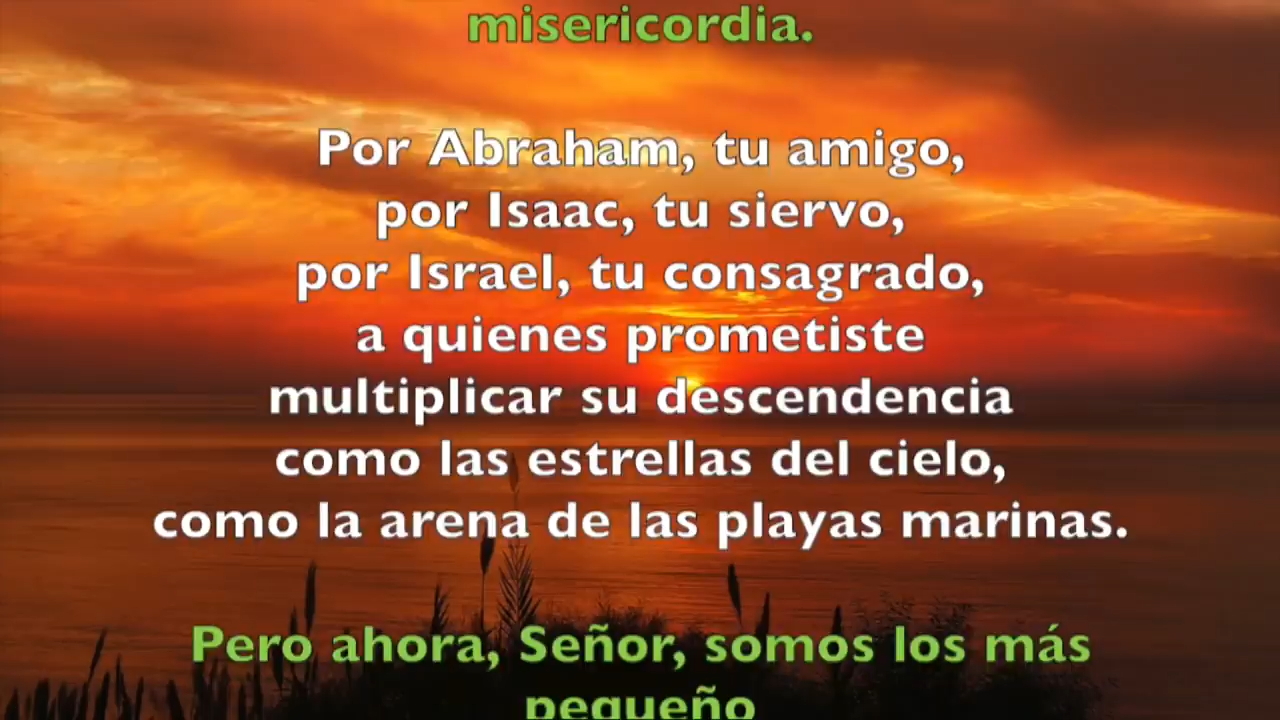 misericordia.
Por Abraham, tu amigo,
por Isaac, tu siervo,
por Israel, tu consagrado,
a quienes prometiste
multiplicar su descendencia
como las estrellas del cielo,
como la arena de las playas marinas.
Pero ahora, Señor, somos los más
pequeño